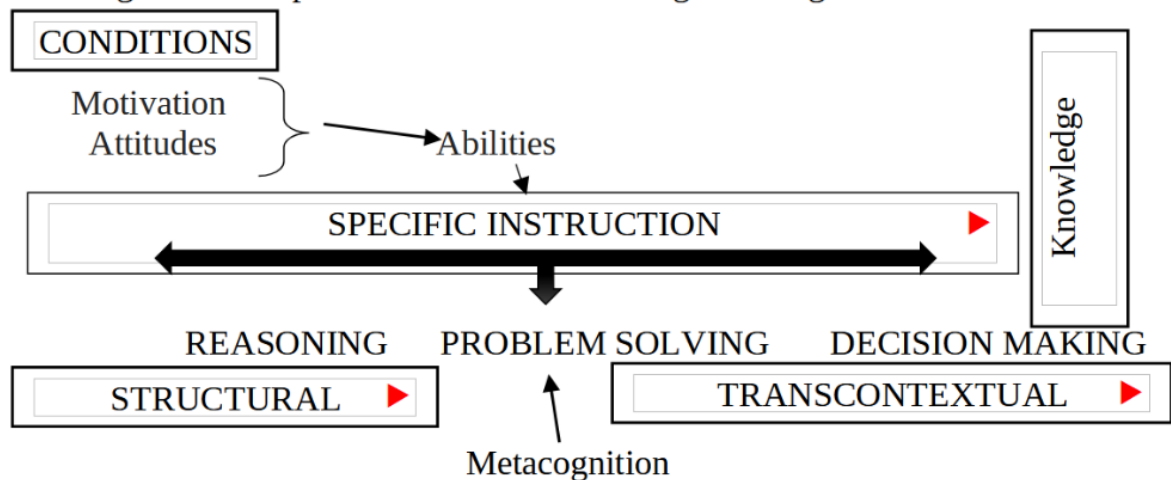 CONDITIONS
Motivation
Attitudes
Abilities
Knowledge
SPECIFIC INSTRUCTION
REASONING PROBLEM SOLVING DECISION MAKING
STRUCTURAL TRANSCONTEXTUAL
Metacognition